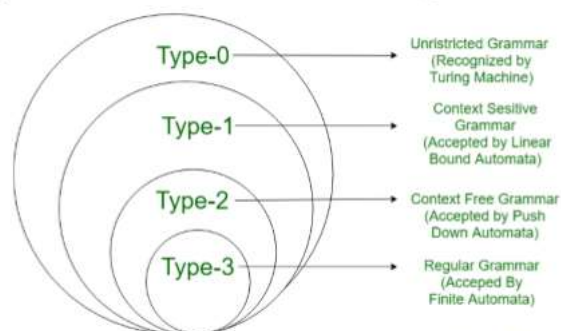 Type-0
Unristricted Grammar
(Recognized by
Turing Machine)
Type-1
Context Sesitive
Grammar
(Accepted by Linear
Bound Automata)
Type-2
Context Free Grammar
(Accepted by Push
Down Automata)
Type-3
Regular Grammar
(Acceped By
Finite Automata)